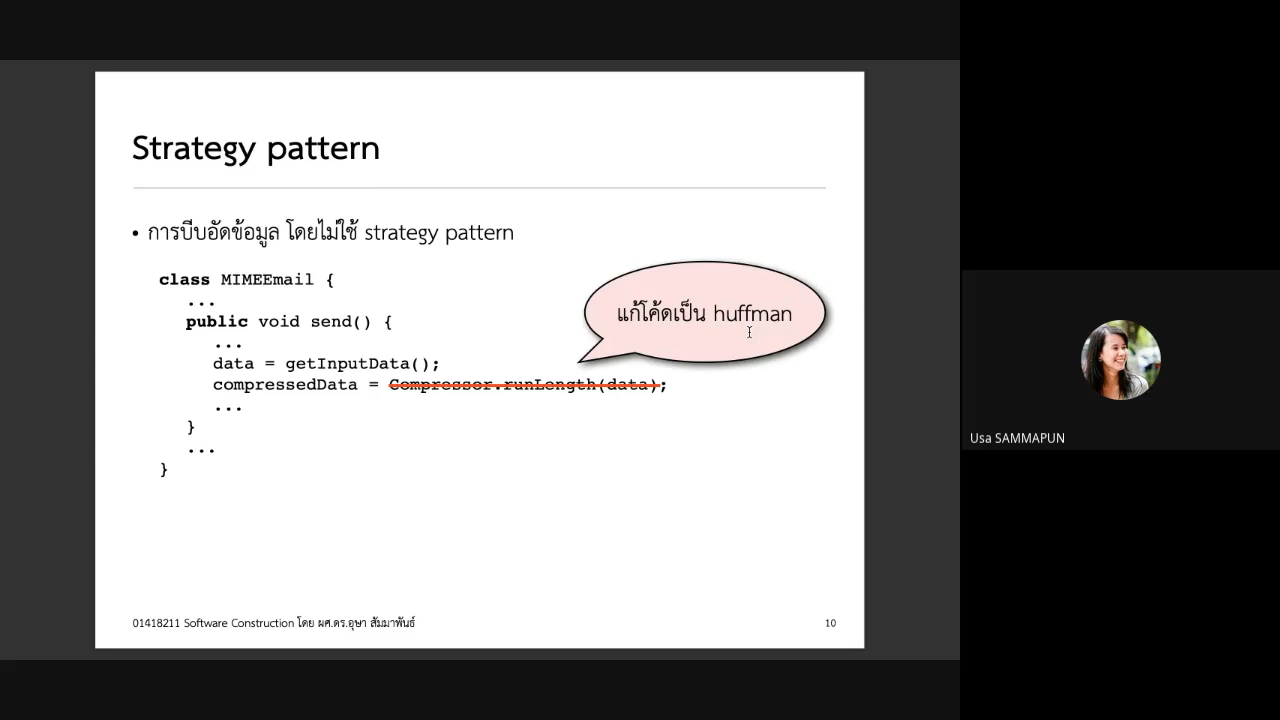 Strategy pattern
• การบีบอัดข้อมูล โดยไม่ใช้ strategy pattern
class MIMEEmail {
...
public void send() {
...
data = getInputData();
compressedData = Compressor.runLength(data);
...
}
...
}
แก้โค้ดเป็น huffman
01418211 Software Construction โดย ผศ.ดร.อุษา สัมมาพันธ์
10
Usa SAMMAPUN